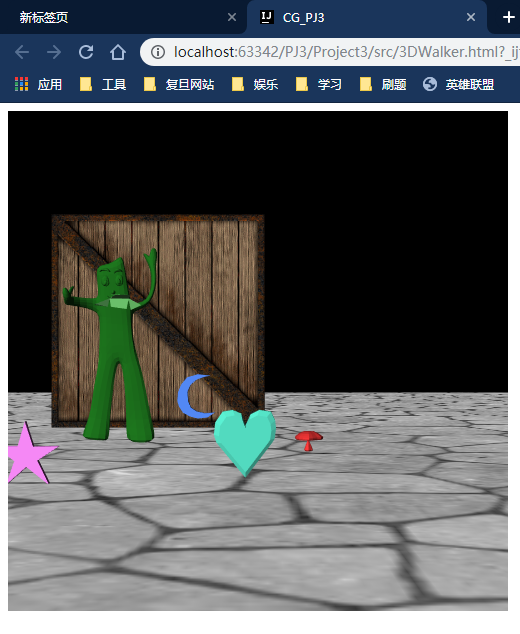 新标签页
CG_PJ3
localhost:63342/PJ3/Project3/src/3DWalker.html?_ij
应用 工具 复旦网站 娱乐 学习 刷题 英雄联盟